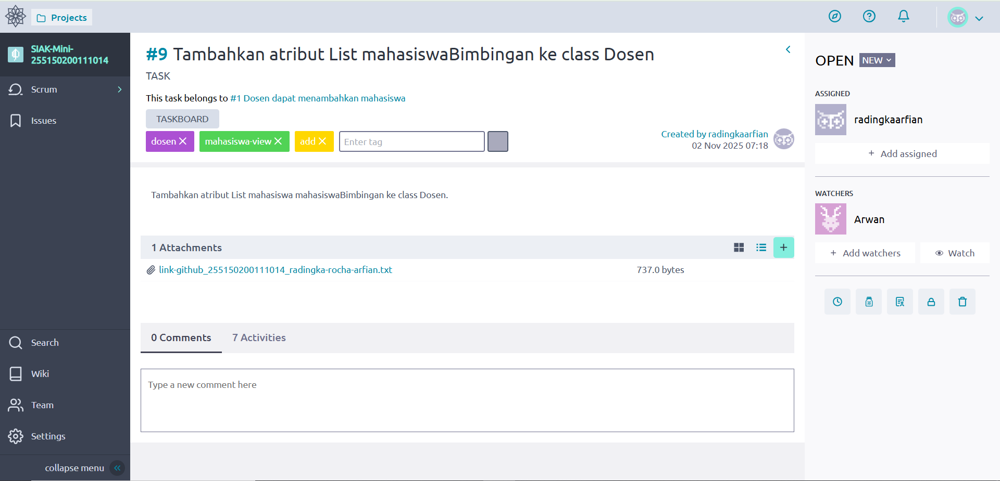 Projects
SIAK-Mini-
255150200111014
Scrum
Issues
Search
Wiki
Team
Settings
collapse menu
#9 Tambahkan atribut List mahasiswaBimbingan ke class Dosen
TASK
This task belongs to #1 Dosen dapat menambahkan mahasiswa
TASKBOARD
dosen
mahasiswa-view
add
Enter tag
Created by radingkaarfian
02 Nov 2025 07:18
Tambahkan atribut List mahasiswa mahasiswaBimbingan ke class Dosen.
1 Attachments
link-github_255150200111014_radingka-rocha-arfian.txt 737.0 bytes
0 Comments 7 Activities
Type a new comment here
OPEN NEW
ASSIGNED
radingkaarfian
+ Add assigned
WATCHERS
Arwan
+ Add watchers
Watch